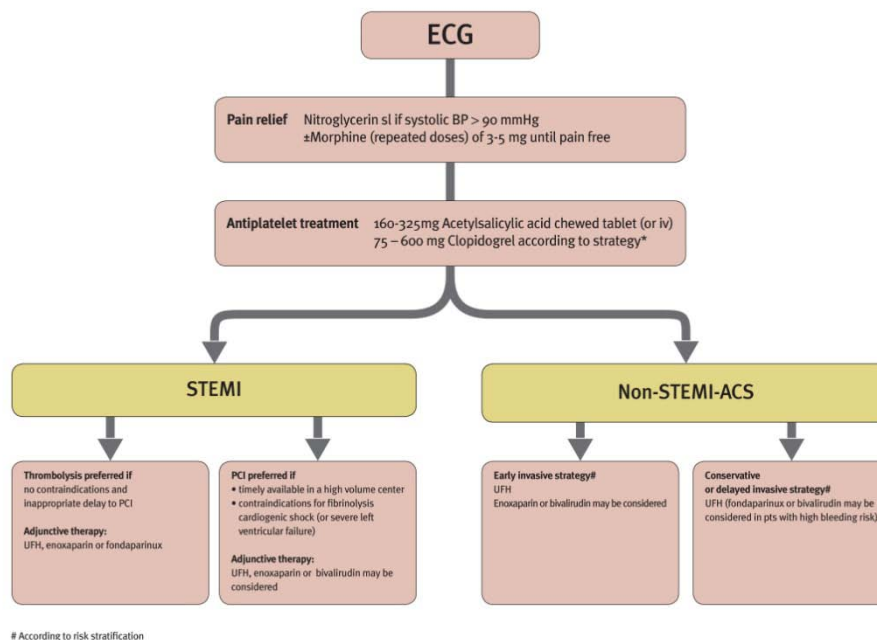 ECG
Pain relief Nitroglycerin sl if systolic BP > 90 mmHg
±Morphine (repeated doses) of 3-5 mg until pain free
Antiplatelet treatment 160-325mg Acetylsalicylic acid chewed tablet (or iv)
75 – 600 mg Clopidogrel according to strategy*
STEMI
Non-STEMI-ACS
Thrombolysis preferred if
no contraindications and
inappropriate delay to PCI
Adjunctive therapy:
UFH, enoxaparin or fondaparinux
PCI preferred if
• timely available in a high volume center
• contraindications for fibrinolysis
cardiogenic shock (or severe left
ventricular failure)
Adjunctive therapy:
UFH, enoxaparin or bivalirudin may be
considered
Early invasive strategy#
UFH
Enoxaparin or bivalirudin may be considered
Conservative
or delayed invasive strategy#
UFH (fondaparinux or bivalirudin may be
considered in pts with high bleeding risk)
# According to risk stratification